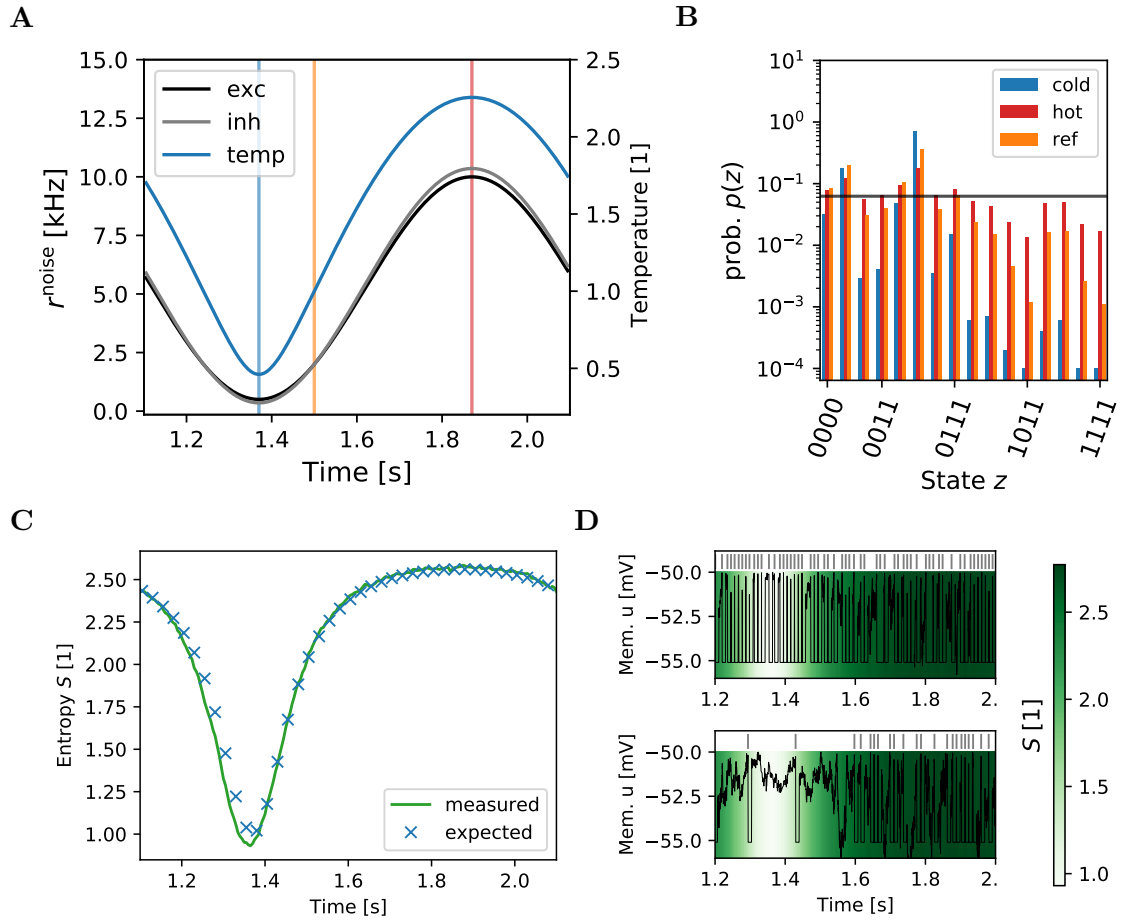 A
15.0
12.5
10.0
7.5
5.0
2.5
0.0
r^noise [kHz]
exc
inh
temp
2.5
2.0
1.5
1.0
0.5
Temperature [1]
1.2
1.4
1.6
1.8
2.0
Time [s]
B
10^1
10^0
10^−1
10^−2
10^−3
10^−4
prob. p(z)
cold
hot
ref
0000
0011
0111
1011
1111
State z
C
2.50
2.25
2.00
1.75
1.50
1.25
1.00
Entropy S [1]
measured
expected
1.2
1.4
1.6
1.8
2.0
Time [s]
D
−50.0
−52.5
−55.0
Mem. u [mV]
1.2
1.4
1.6
1.8
2.
−50.0
−52.5
−55.0
Mem. u [mV]
1.2
1.4
1.6
1.8
2.
Time [s]
2.5
2.0
1.5
1.0
S [1]